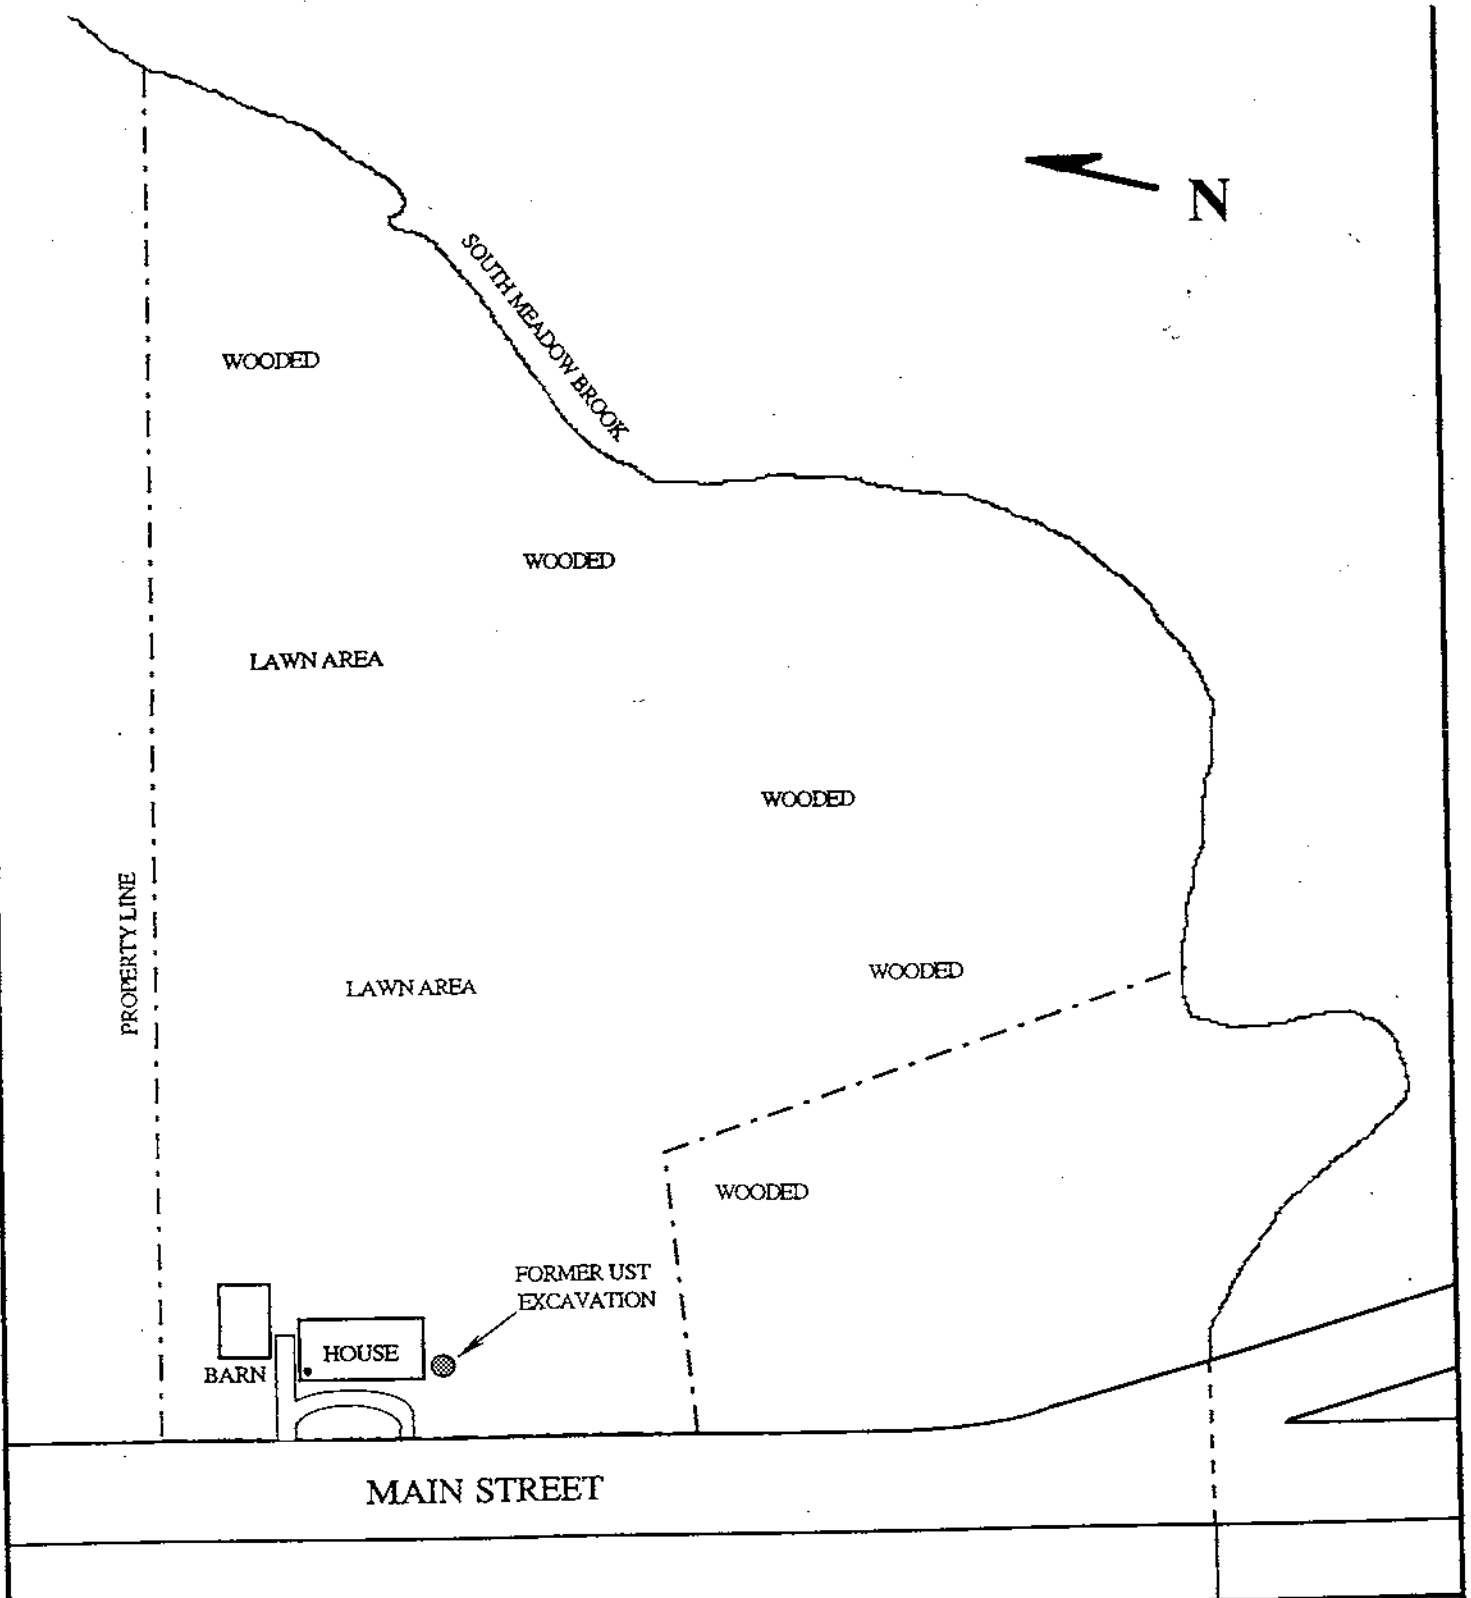 N
SOUTH MEADOW BROOK
WOODED
WOODED
LAWN AREA
WOODED
PROPERTY LINE
WOODED
LAWN AREA
WOODED
FORMER UST
EXCAVATION
HOUSE
BARN
MAIN STREET